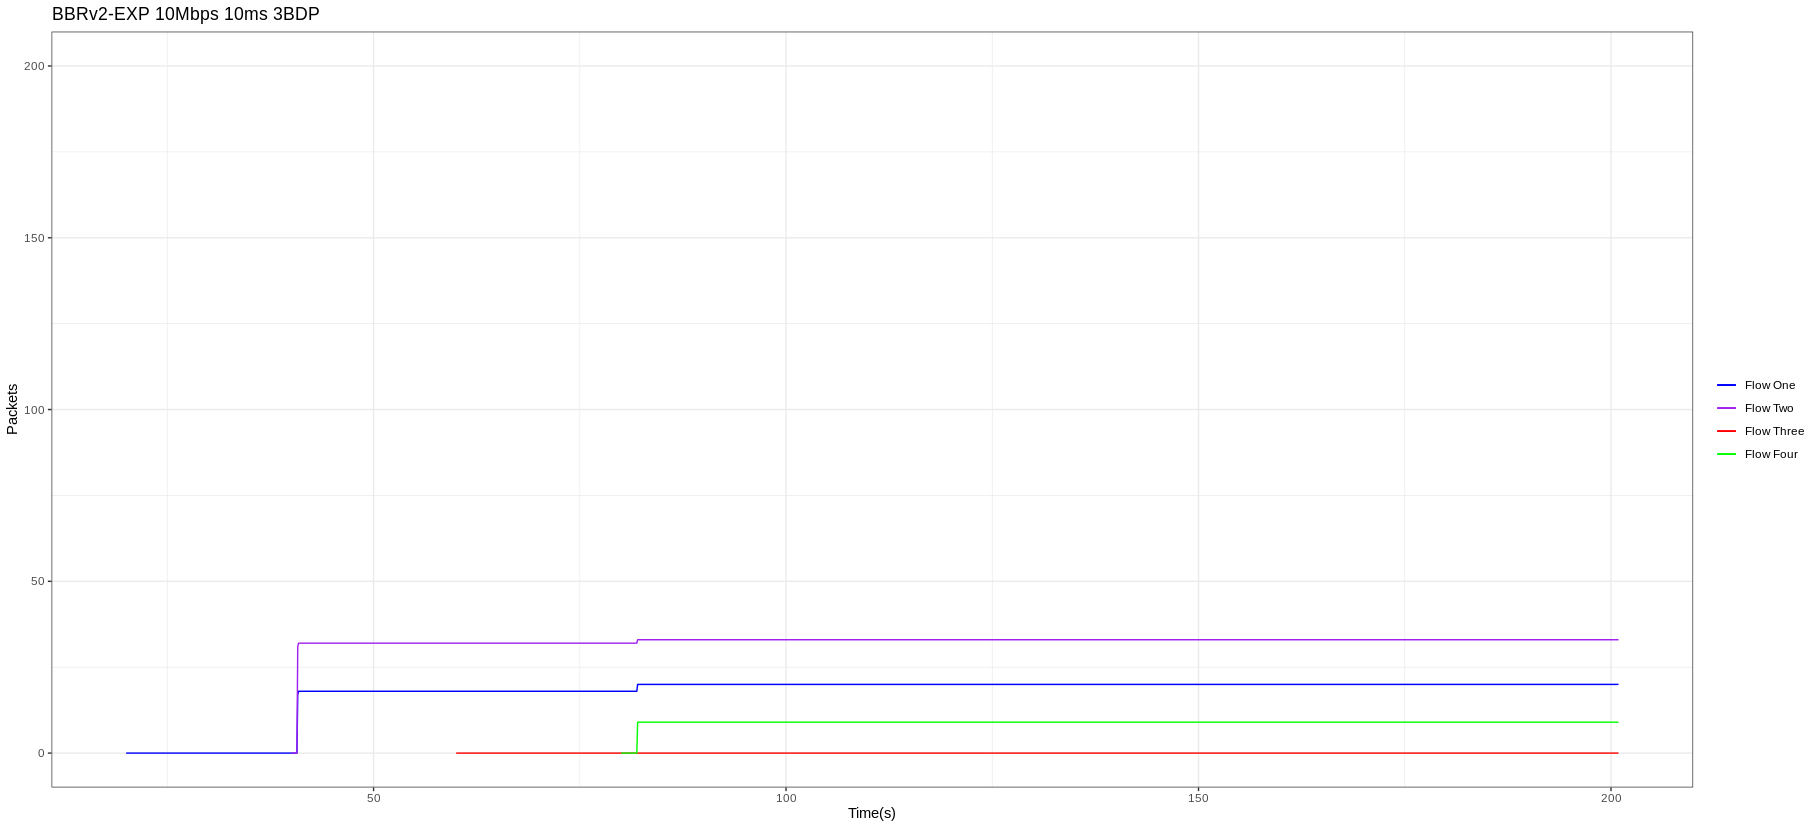 BBRv2-EXP 10Mbps 10ms 3BDP
200
150
100
50
0
Packets
50
100
150
200
Time(s)
Flow One
Flow Two
Flow Three
Flow Four